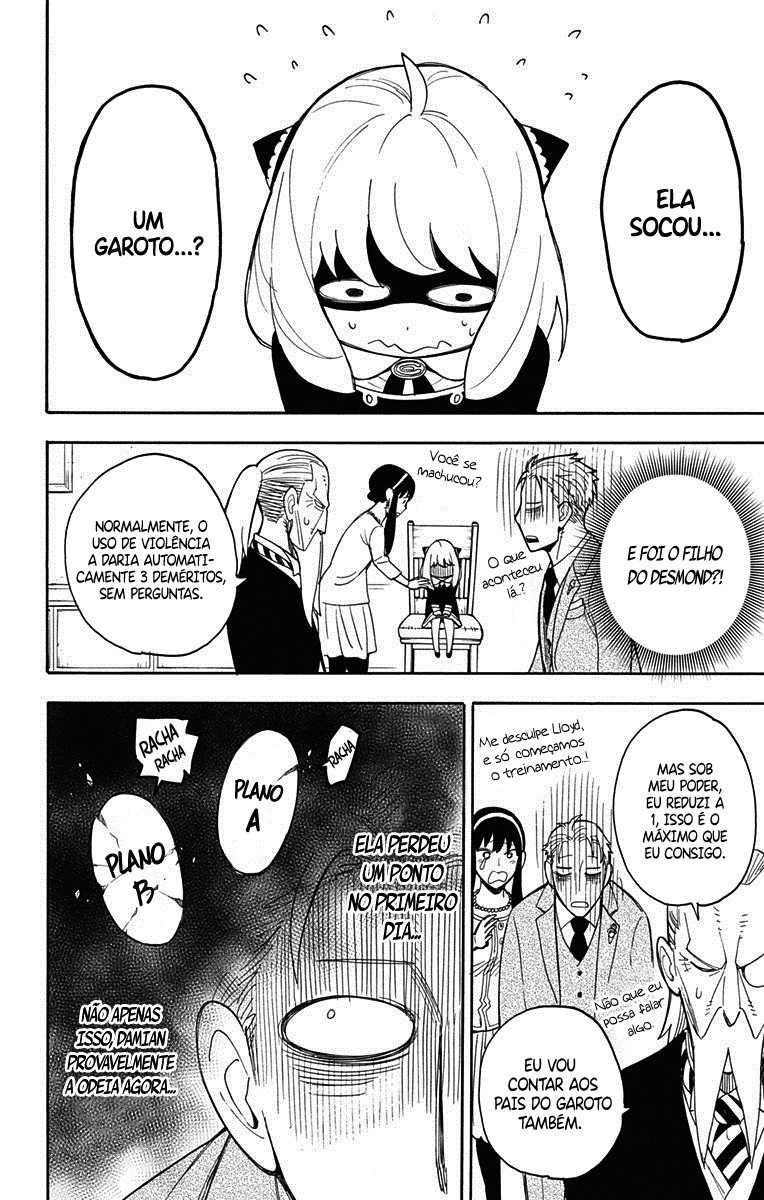 ELA
SOCOU...
UM
GAROTO...?
E FOI O FILHO
DO DESMOND?!
O que
aconteceu
lá..?
Você se
machucou?
NORMALMENTE, O
USO DE VIOLÊNCIA
A DARIA AUTOMATI-
CAMENTE 3 DEMÉRITOS,
SEM PERGUNTAS.
MAS SOB
MEU PODER,
EU REDUZI A
1, ISSO É O
MÁXIMO QUE
EU CONSIGO.
Me desculpe Lloyd,
e só começamos
o treinamento..!
Não que eu
possa falar
algo.
EU VOU
CONTAR AOS
PAIS DO GAROTO
TAMBÉM.
ELA PERDEU
UM PONTO
NO PRIMEIRO
DIA...
RACHA
PLANO
A
RACHA
RACHA
PLANO
B
NÃO APENAS
ISSO, DAMIAN
PROVAVELMENTE
A ODEIA AGORA...